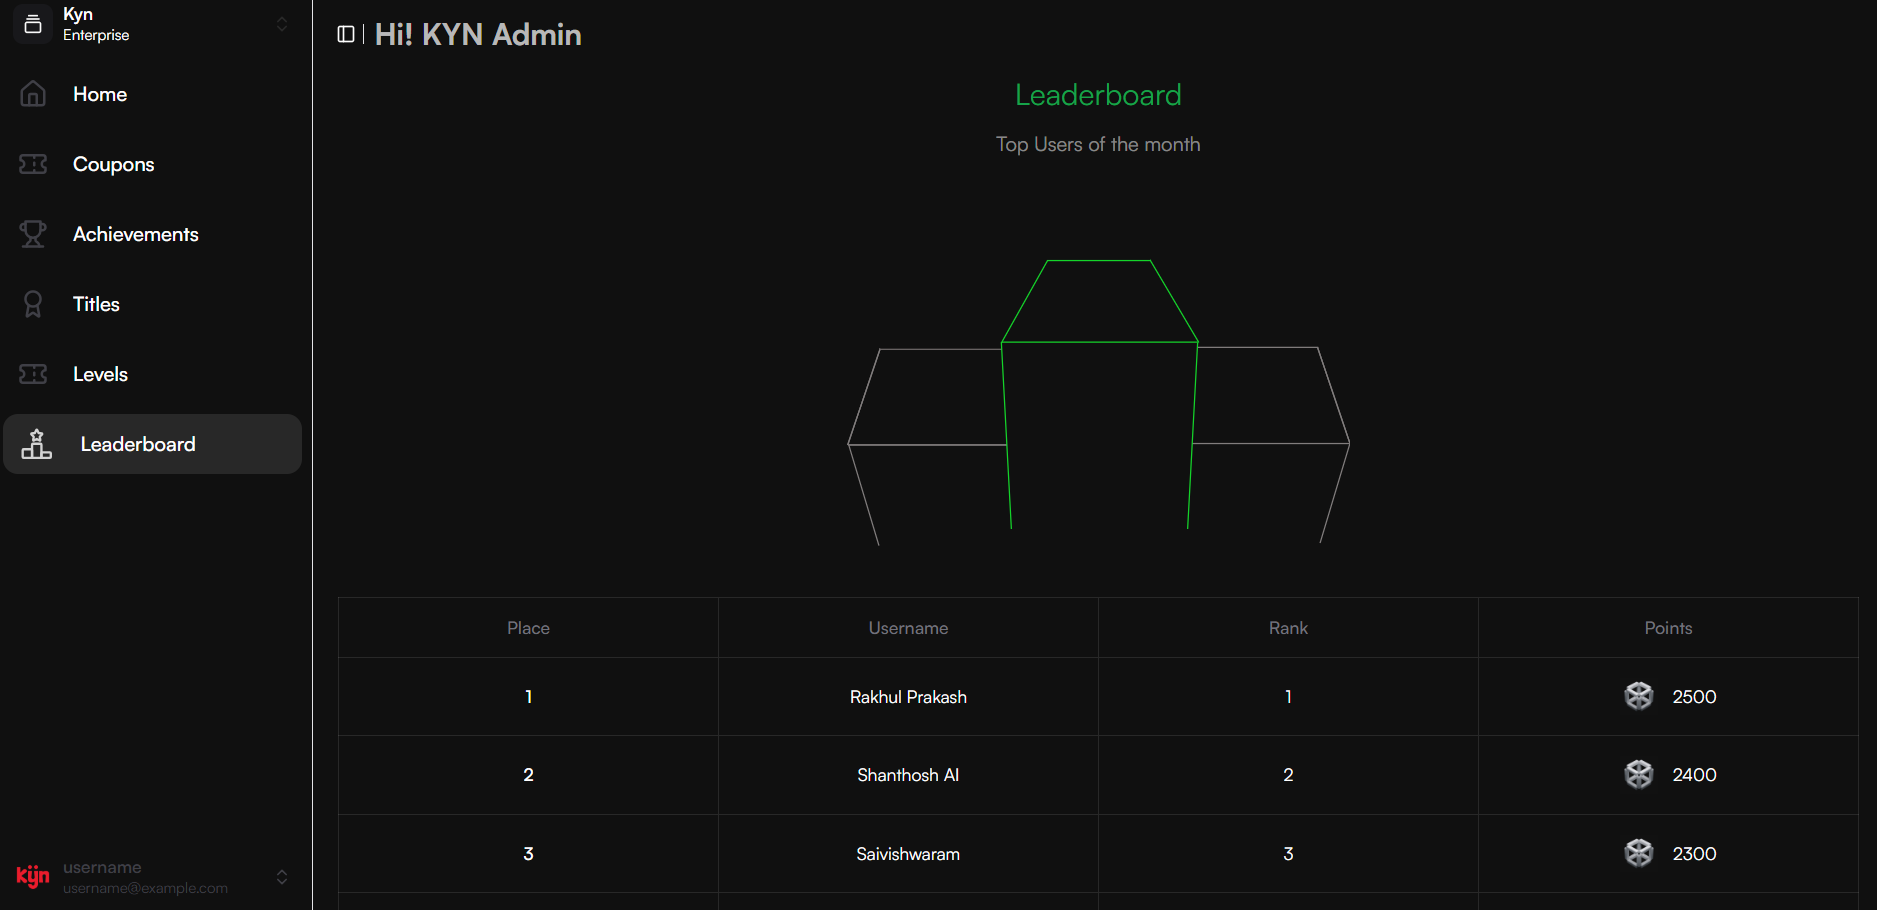 Kyn
Enterprise
Home
Coupons
Achievements
Titles
Levels
Leaderboard
kyn
username
username@example.com
Hi! KYN Admin
Leaderboard
Top Users of the month
Place Username Rank Points
1 Rakhul Prakash 1 2500
2 Shanthosh AI 2 2400
3 Saivishwaram 3 2300